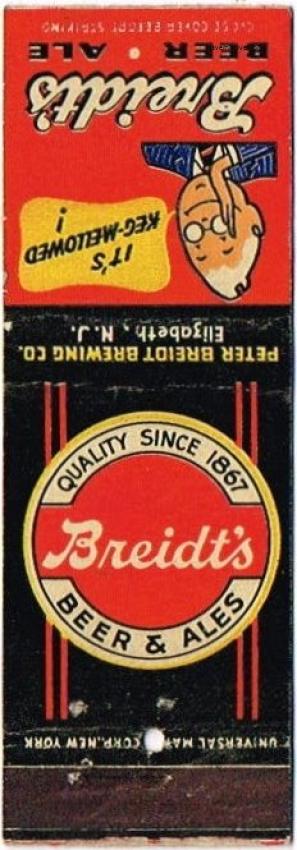 CLOSE COVER BEFORE STRIKING
BEER • ALE
Breidt's
IT'S
KEG-MELLOWED
!
PETER BREIDT BREWING CO.
Elizabeth, N. J.
QUALITY SINCE 1867
Breidt's
BEER & ALES
UNIVERSAL CORP., NEW YORK